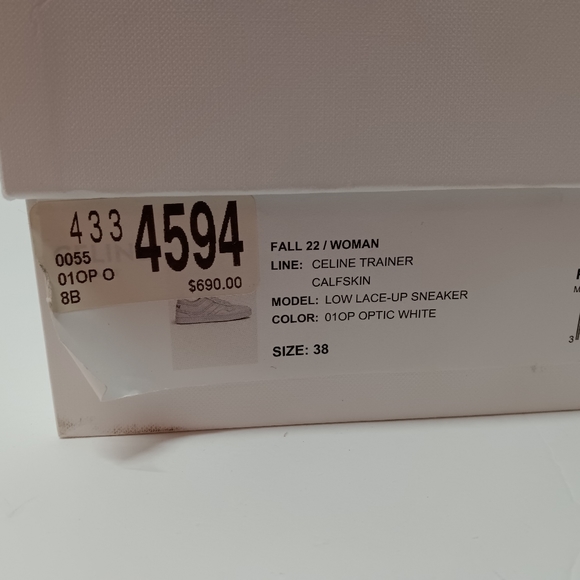 433 4594
0055
01OP O
8B
$690.00
FALL 22 / WOMAN
LINE: CELINE TRAINER
CALFSKIN
MODEL: LOW LACE-UP SNEAKER
COLOR: 01OP OPTIC WHITE
SIZE: 38
3